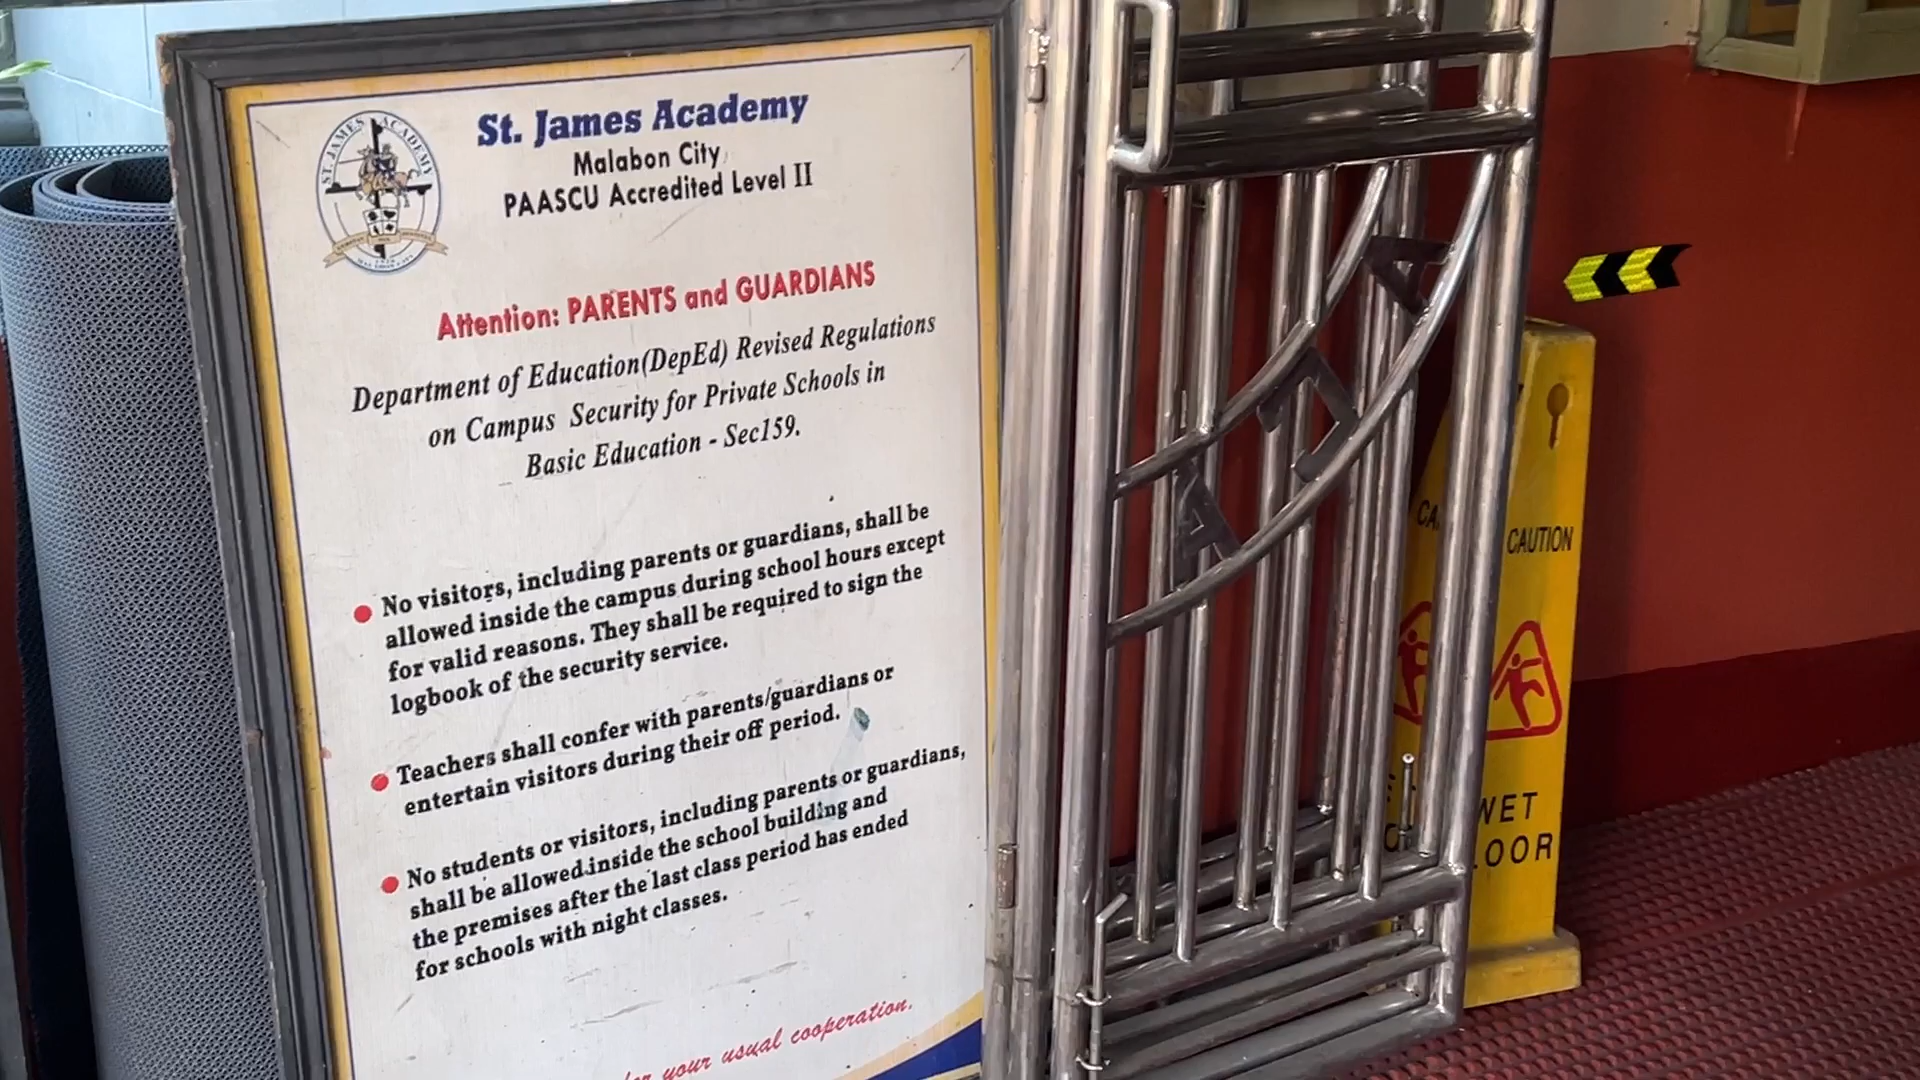 ST. JAMES ACADEMY
St. James Academy
Malabon City
PAASCU Accredited Level II
Attention: PARENTS and GUARDIANS
Department of Education(DepEd) Revised Regulations
on Campus Security for Private Schools in
Basic Education - Sec159.
No visitors, including parents or guardians, shall be
allowed inside the campus during school hours except
for valid reasons. They shall be required to sign the
logbook of the security service.
Teachers shall confer with parents/guardians or
entertain visitors during their off period.
No students or visitors, including parents or guardians,
shall be allowed inside the school building and
the premises after the last class period has ended
for schools with night classes.
your usual cooperation.
SJA
CAUTION
WET